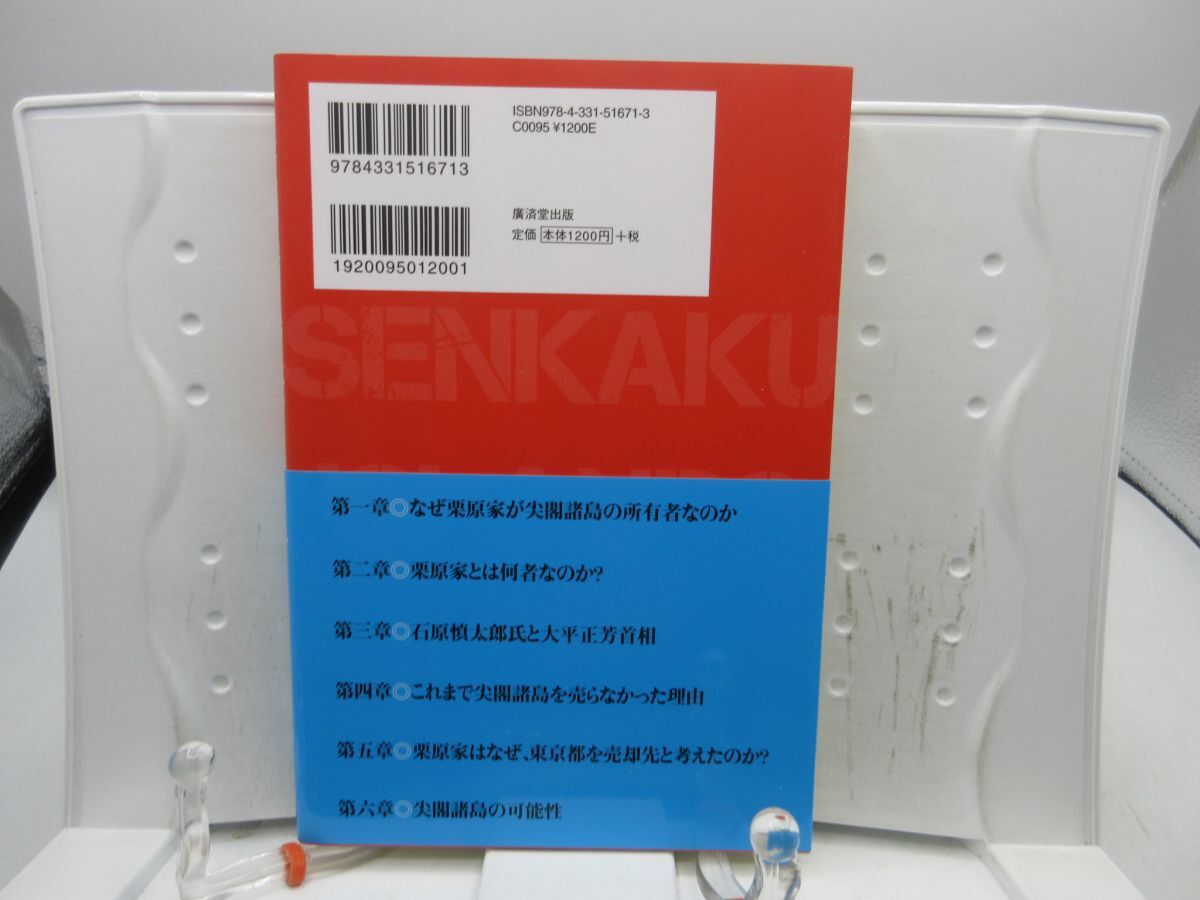 ISBN978-4-331-51671-3
C0095 ¥1200E
9784331516713
廣済堂出版
定価 本体1200円 +税
1920095012001
SENKAKU
ISLANDS
第一章◎なぜ栗原家が尖閣諸島の所有者なのか
第二章◎栗原家とは何者なのか?
第三章◎石原慎太郎氏と大平正芳首相
第四章◎これまで尖閣諸島を売らなかった理由
第五章◎栗原家はなぜ、東京都を売却先と考えたのか?
第六章◎尖閣諸島の可能性